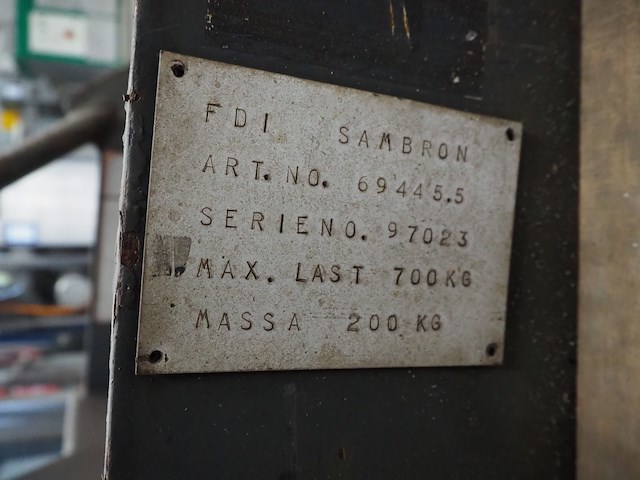 FDI SAMBRON
ART. NO. 69445.5
SERIENO. 97023
MAX. LAST 700KG
MASSA 200 KG